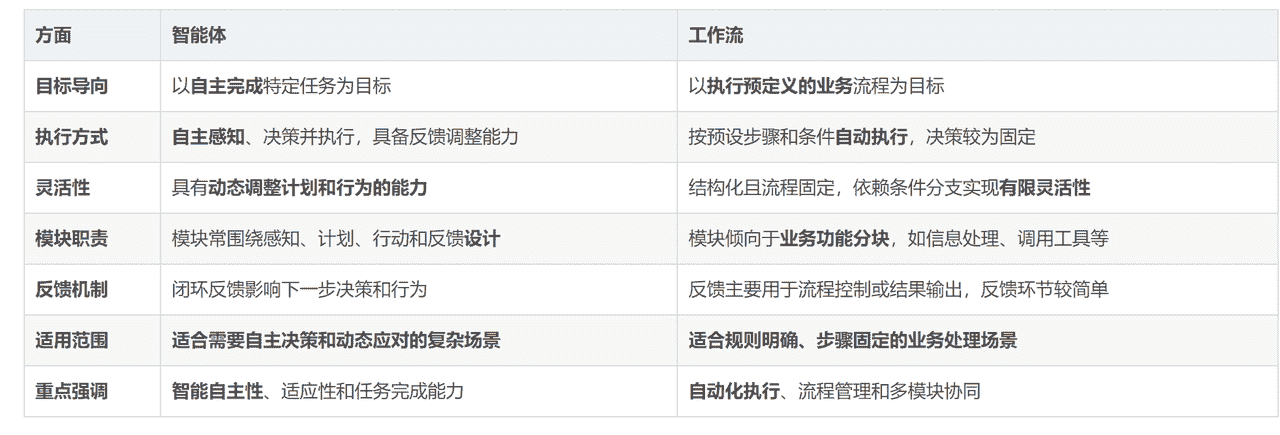 方面 智能体 工作流
目标导向 以自主完成特定任务为目标 以执行预定义的业务流程为目标
执行方式 自主感知、决策并执行，具备反馈调整能力 按预设步骤和条件自动执行，决策较为固定
灵活性 具有动态调整计划和行为的能力 结构化且流程固定，依赖条件分支实现有限灵活性
模块职责 模块常围绕感知、计划、行动和反馈设计 模块倾向于业务功能分块，如信息处理、调用工具等
反馈机制 闭环反馈影响下一步决策和行为 反馈主要用于流程控制或结果输出，反馈环节较简单
适用范围 适合需要自主决策和动态应对的复杂场景 适合规则明确、步骤固定的业务处理场景
重点强调 智能自主性、适应性和任务完成能力 自动化执行、流程管理和多模块协同